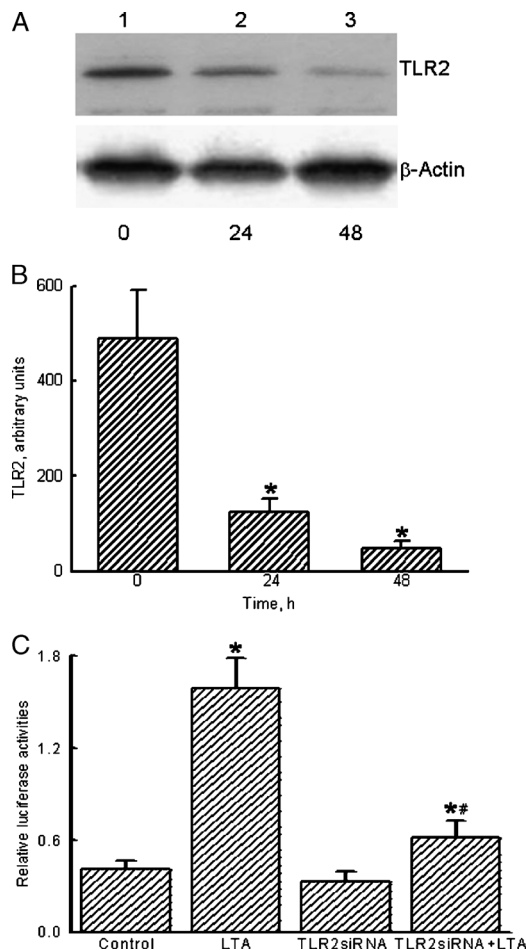 A
1 2 3
TLR2
β-Actin
0 24 48
B
600
400
200
0
TLR2, arbitrary units
*
*
0 24 48
Time, h
C
1.8
1.2
0.6
0.0
Relative luciferase activities
*
*#
Control LTA TLR2siRNA TLR2siRNA+LTA